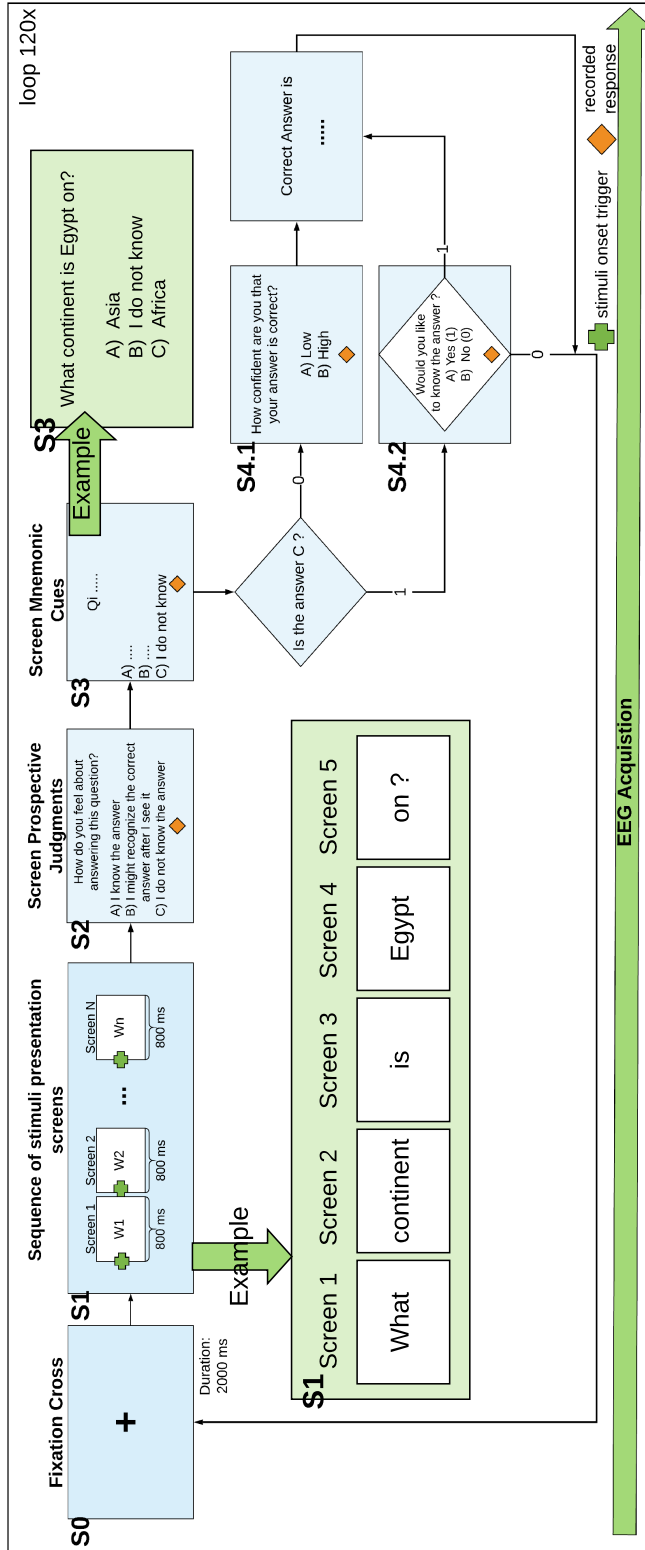 loop 120x
Fixation Cross
S0
+
Duration:
2000 ms
Sequence of stimuli presentation
screens
S1
Screen 1
W1
800 ms
Screen 2
W2
800 ms
...
Screen N
Wn
800 ms
Example
S1
Screen 1
What
Screen 2
continent
Screen 3
is
Screen 4
Egypt
Screen 5
on ?
Screen Prospective
Judgments
S2
How do you feel about
answering this question?
A) I know the answer
B) I might recognize the correct
answer after I see it
C) I do not know the answer
Screen Mnemonic
Cues
S3
Qi .....
A) ....
B) ....
C) I do not know
Example
S3
What continent is Egypt on?
A) Asia
B) I do not know
C) Africa
Is the answer C ?
0
1
S4.1
How confident are you that
your answer is correct?
A) Low
B) High
S4.2
Would you like
to know the answer ?
A) Yes (1)
B) No (0)
1
0
Correct Answer is
.....
stimuli onset trigger
recorded
response
EEG Acquistion